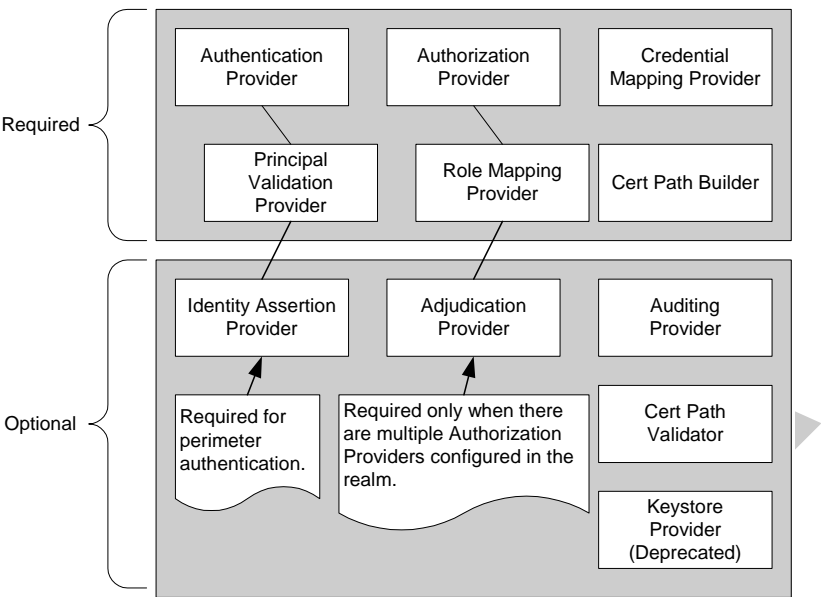 Required
Authentication
Provider
Authorization
Provider
Credential
Mapping Provider
Principal
Validation
Provider
Role Mapping
Provider
Cert Path Builder
Optional
Identity Assertion
Provider
Adjudication
Provider
Auditing
Provider
Required for
perimeter
authentication.
Required only when there
are multiple Authorization
Providers configured in the
realm.
Cert Path
Validator
Keystore
Provider
(Deprecated)